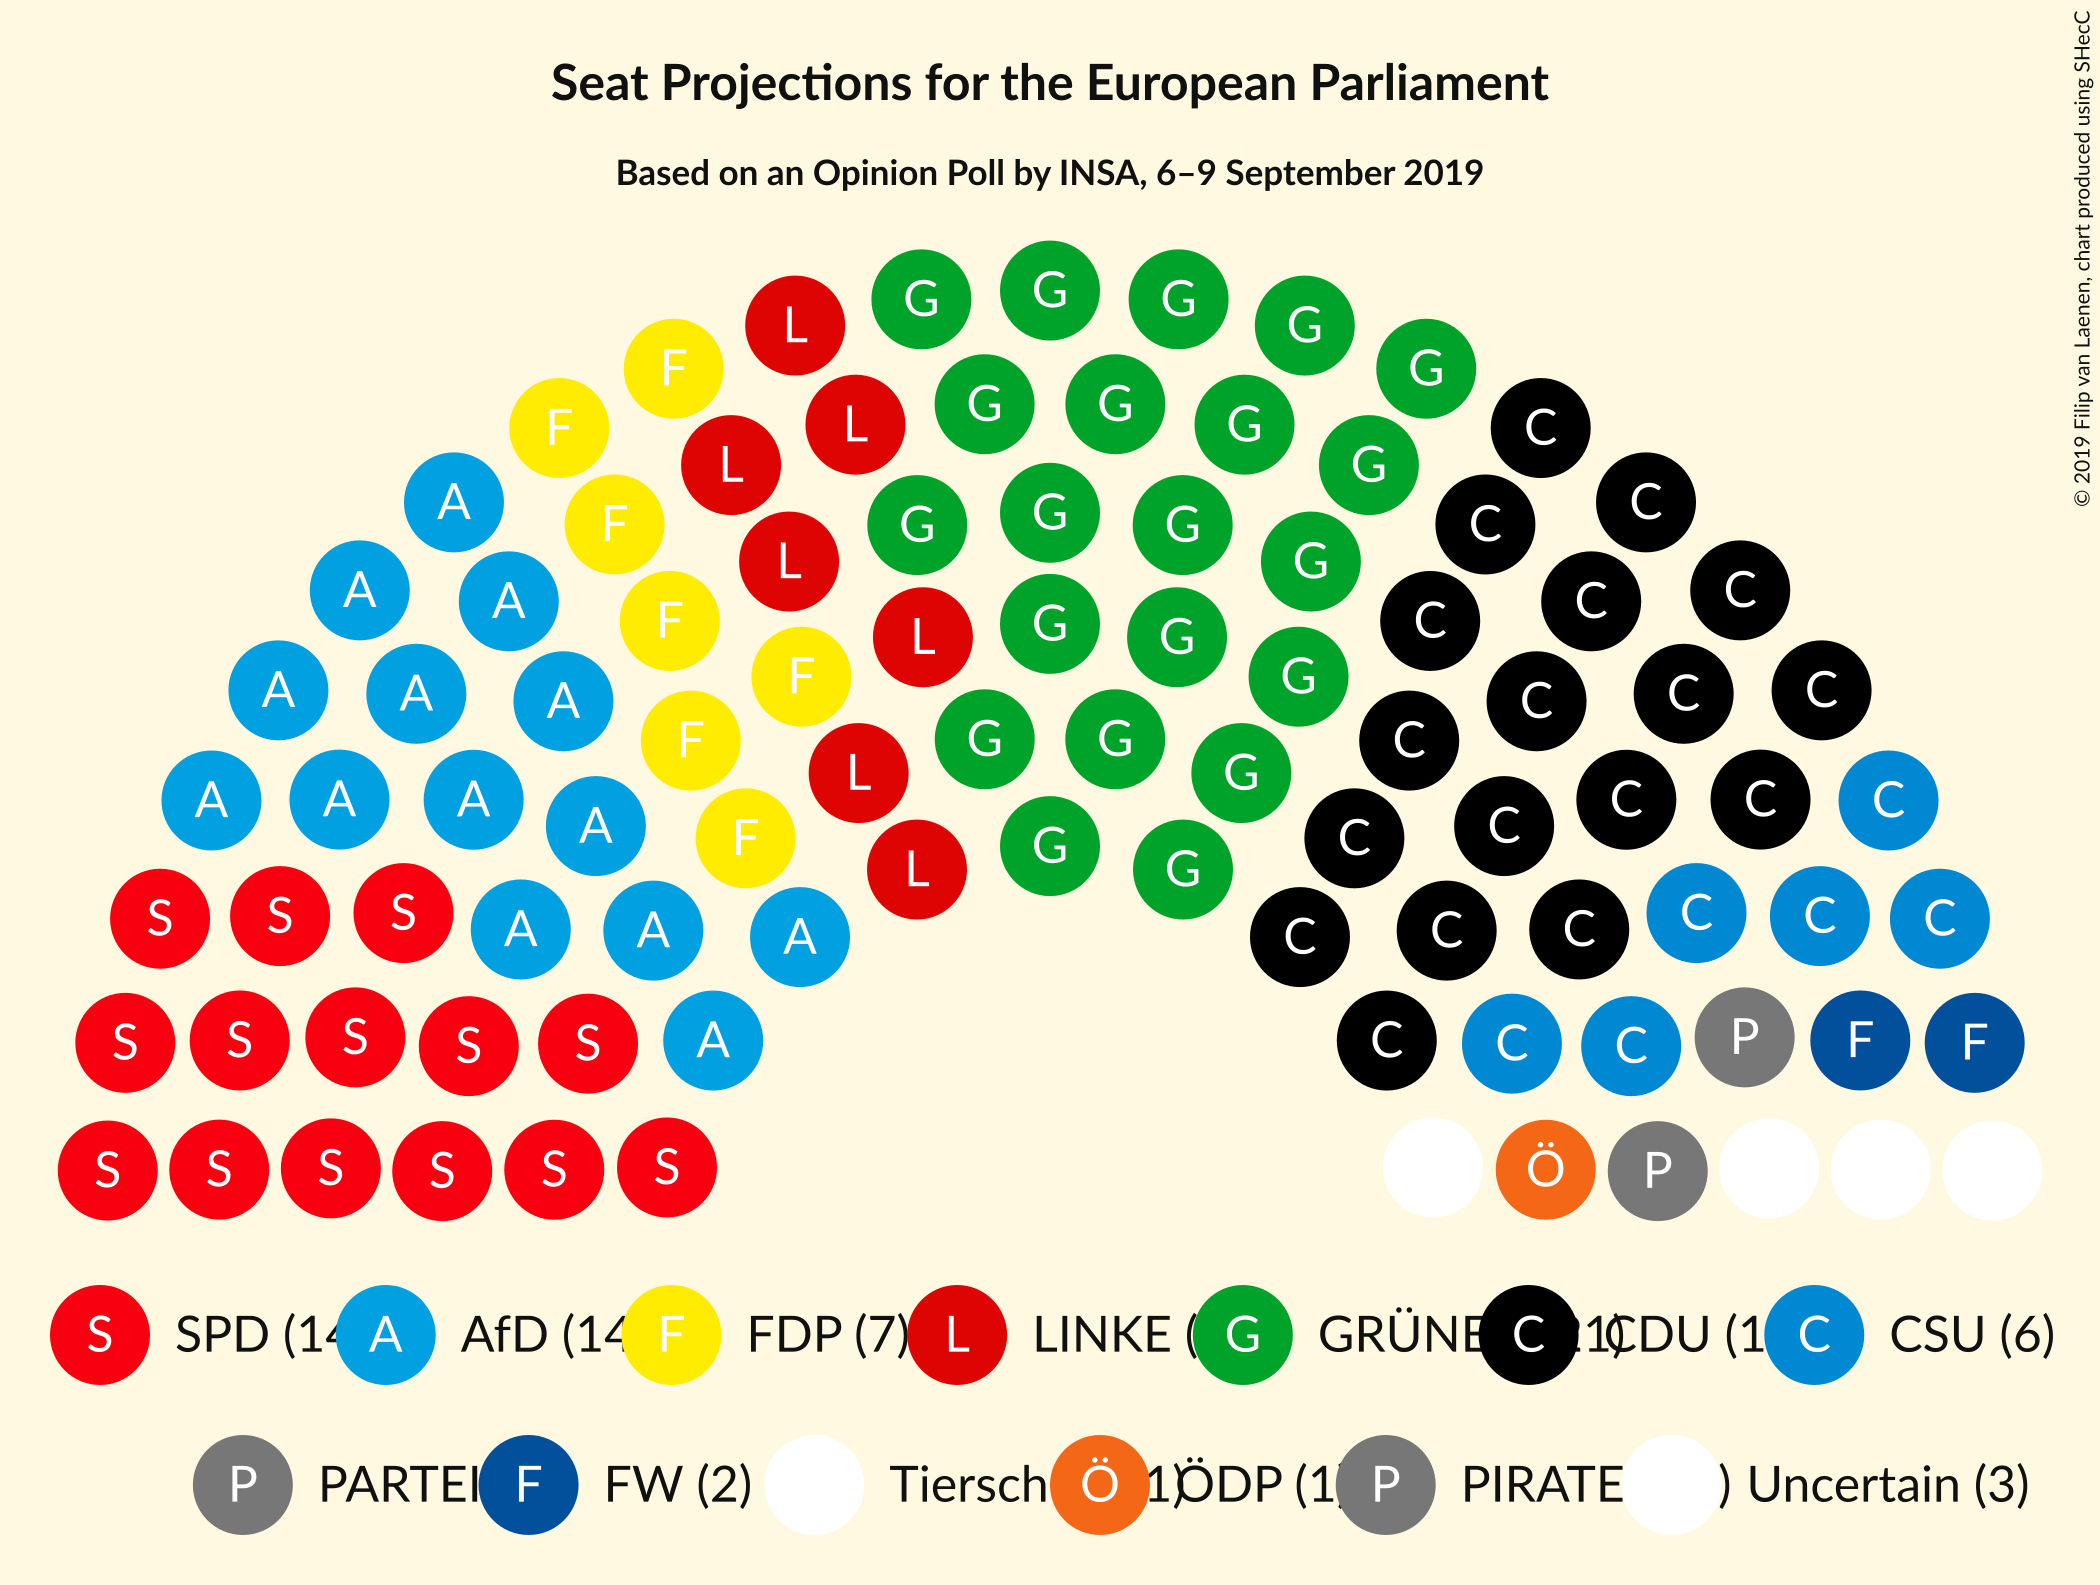 Seat Projections for the European Parliament
Based on an Opinion Poll by INSA, 6–9 September 2019
© 2019 Filip van Laenen, chart produced using SHecC
G G G G G
L
F F
A A A A
S S S
C C C C
C C C
F
P
G G G G
L L
F
A A A
S S
C C C C
C
F
G G G G
L
F
A A
S S
C C C
C
P
G G G
L
F F
A A
S S
C C C
C C
G G G
L
F
A A
S S
C C C
Ö
P
G G
L
A A
S S
C C
S SPD (14
A AfD (14
F FDP (7)
L LINKE (
G GRÜNE 21)
C CDU (1
C CSU (6)
P PARTEI
F FW (2)
Tiersch 1)
Ö ÖDP (1)
P PIRATE )
Uncertain (3)